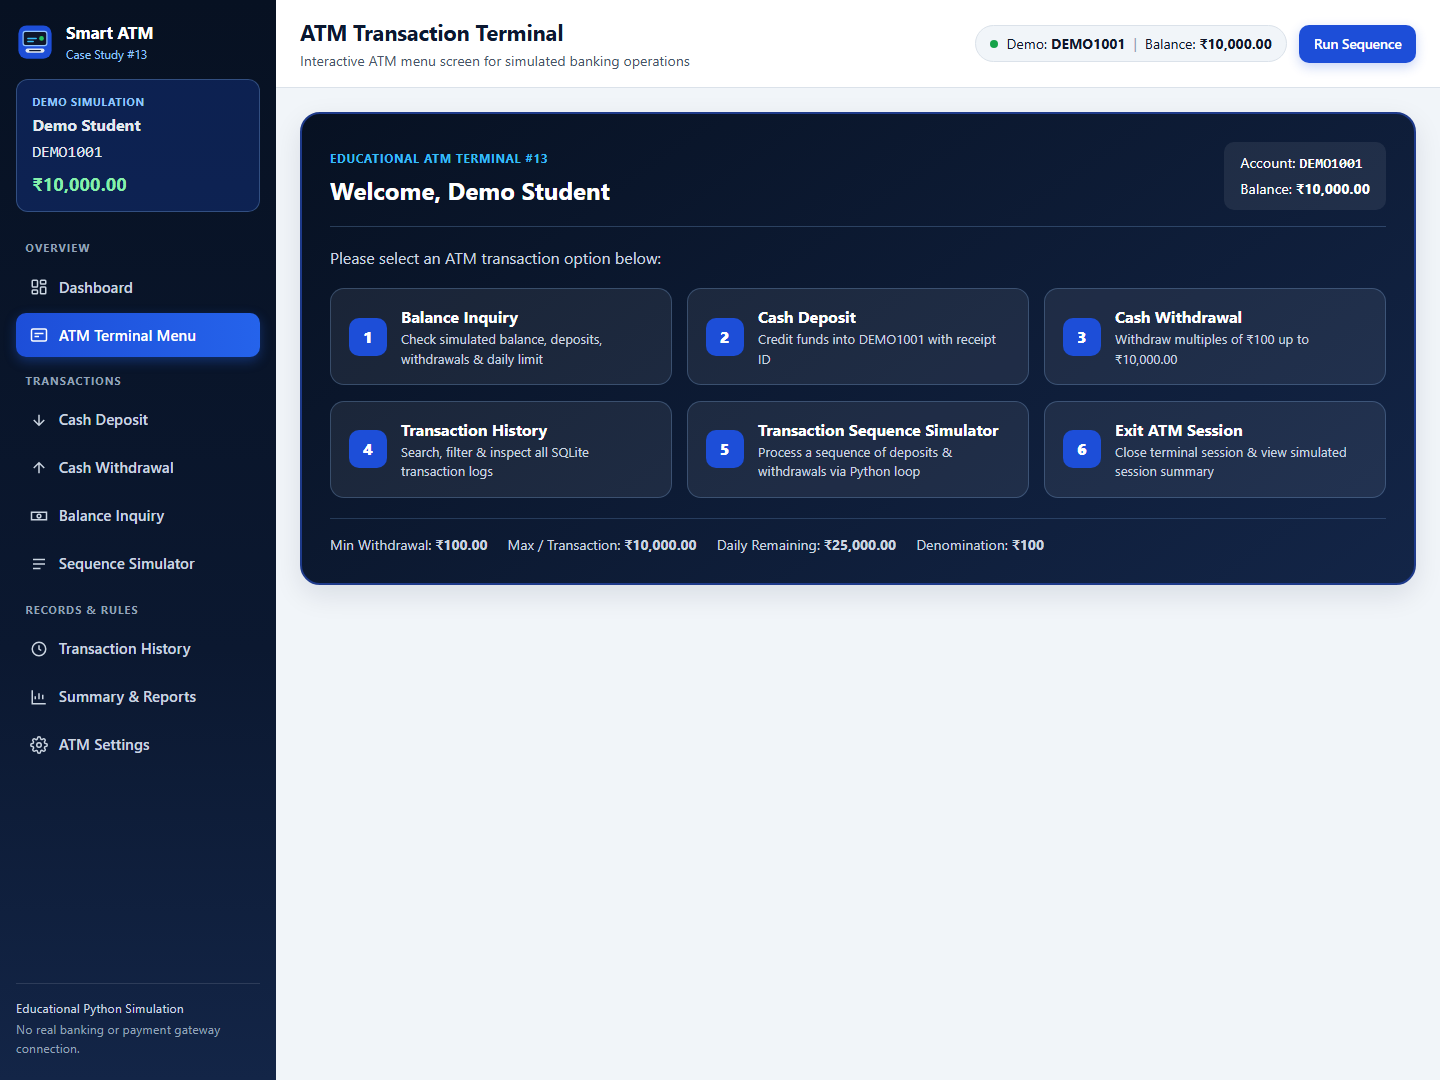 Smart ATM
Case Study #13
DEMO SIMULATION
Demo Student
DEMO1001
₹10,000.00
OVERVIEW
Dashboard
ATM Terminal Menu
TRANSACTIONS
Cash Deposit
Cash Withdrawal
Balance Inquiry
Sequence Simulator
RECORDS & RULES
Transaction History
Summary & Reports
ATM Settings
Educational Python Simulation
No real banking or payment gateway
connection.
ATM Transaction Terminal
Interactive ATM menu screen for simulated banking operations
Demo: DEMO1001 | Balance: ₹10,000.00
Run Sequence
EDUCATIONAL ATM TERMINAL #13
Welcome, Demo Student
Account: DEMO1001
Balance: ₹10,000.00
Please select an ATM transaction option below:
1
Balance Inquiry
Check simulated balance, deposits,
withdrawals & daily limit
2
Cash Deposit
Credit funds into DEMO1001 with receipt
ID
3
Cash Withdrawal
Withdraw multiples of ₹100 up to
₹10,000.00
4
Transaction History
Search, filter & inspect all SQLite
transaction logs
5
Transaction Sequence Simulator
Process a sequence of deposits &
withdrawals via Python loop
6
Exit ATM Session
Close terminal session & view simulated
session summary
Min Withdrawal: ₹100.00 Max / Transaction: ₹10,000.00 Daily Remaining: ₹25,000.00 Denomination: ₹100